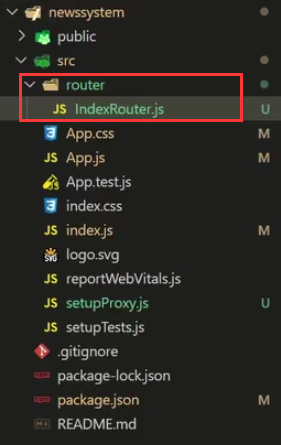 newssystem
public
src
router
JS IndexRouter.js U
App.css M
JS App.js M
App.test.js
index.css
JS index.js M
SVG logo.svg
JS reportWebVitals.js
JS setupProxy.js U
JS setupTests.js
.gitignore
package-lock.json
package.json M
README.md